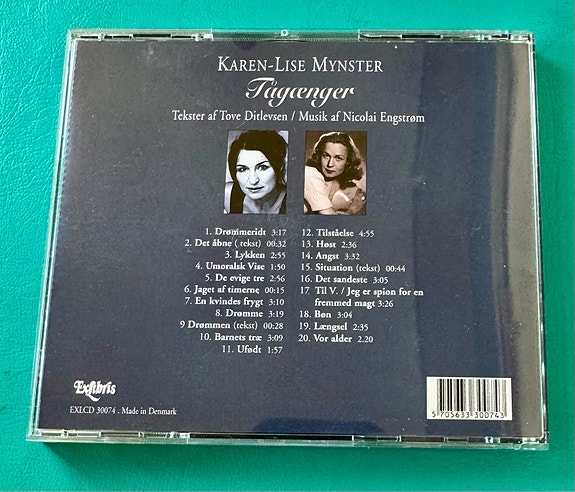 KAREN-LISE MYNSTER
Tågænger
Tekster af Tove Ditlevsen / Musik af Nicolai Engstrøm
1. Drømmeridt 3:17
2. Det åbne (tekst) 00:32
3. Lykken 2:55
4. Umoralsk Vise 1:50
5. De evige tre 2:56
6. Jaget af timerne 00:15
7. En kvindes frygt 3:10
8. Drømme 3:19
9 Drømmen (tekst) 00:28
10. Barnets træ 3:09
11. Ufødt 1:57
12. Tilståelse 4:55
13. Høst 2:36
14. Angst 3:32
15. Situation (tekst) 00:44
16. Det sandeste 3:05
17 Til V. / Jeg er spion for en
fremmed magt 3:26
18. Bøn 3:04
19. Længsel 2:35
20. Vor alder 2.20
Exlibris
EXLCD 30074 . Made in Denmark
5 705633 300743